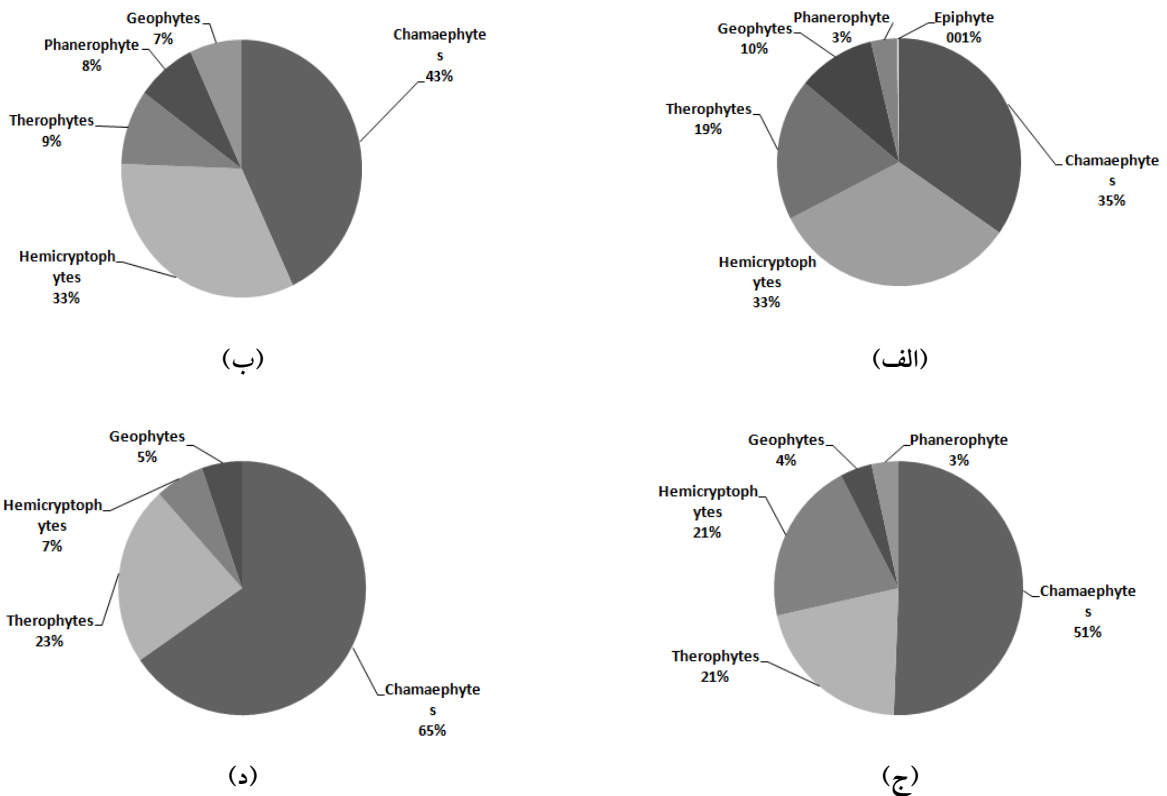 Geophytes
7%
Phanerophyte
8%
Therophytes
9%
Hemicryptoph
ytes
33%
Chamaephyte
s
43%
(ب)
Phanerophyte
3%
Epiphyte
001%
Geophytes
10%
Therophytes
19%
Hemicryptoph
ytes
33%
Chamaephyte
s
35%
(الف)
Geophytes
5%
Hemicryptoph
ytes
7%
Therophytes
23%
Chamaephyte
s
65%
(د)
Geophytes
4%
Phanerophyte
3%
Hemicryptoph
ytes
21%
Therophytes
21%
Chamaephyte
s
51%
(ج)